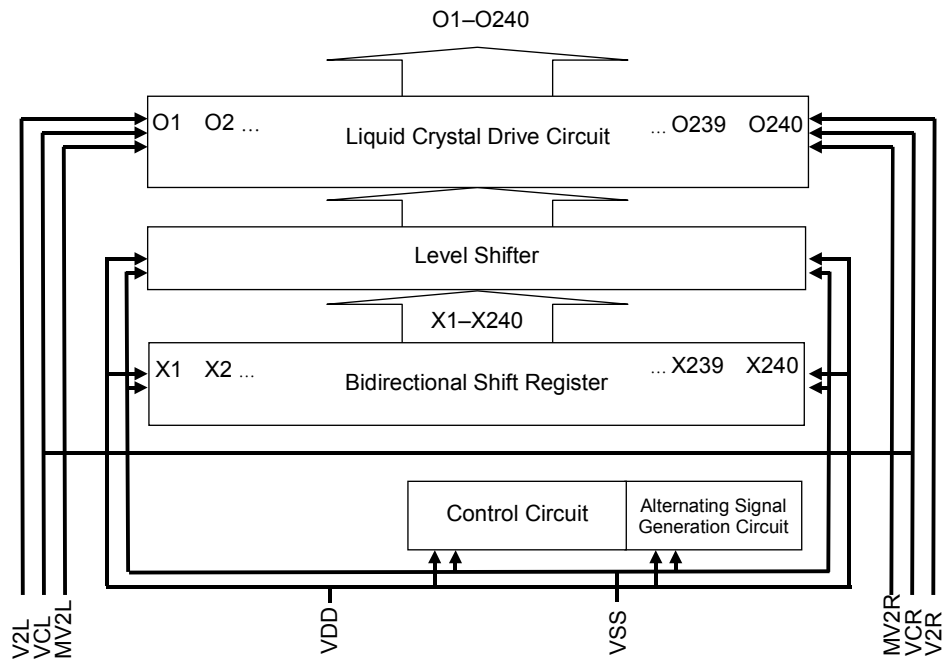 O1–O240
O1 O2 ... ... O239 O240
Liquid Crystal Drive Circuit
Level Shifter
X1–X240
X1 X2 ... ... X239 X240
Bidirectional Shift Register
Control Circuit
Alternating Signal
Generation Circuit
V2L
VCL
MV2L
VDD
VSS
MV2R
VCR
V2R